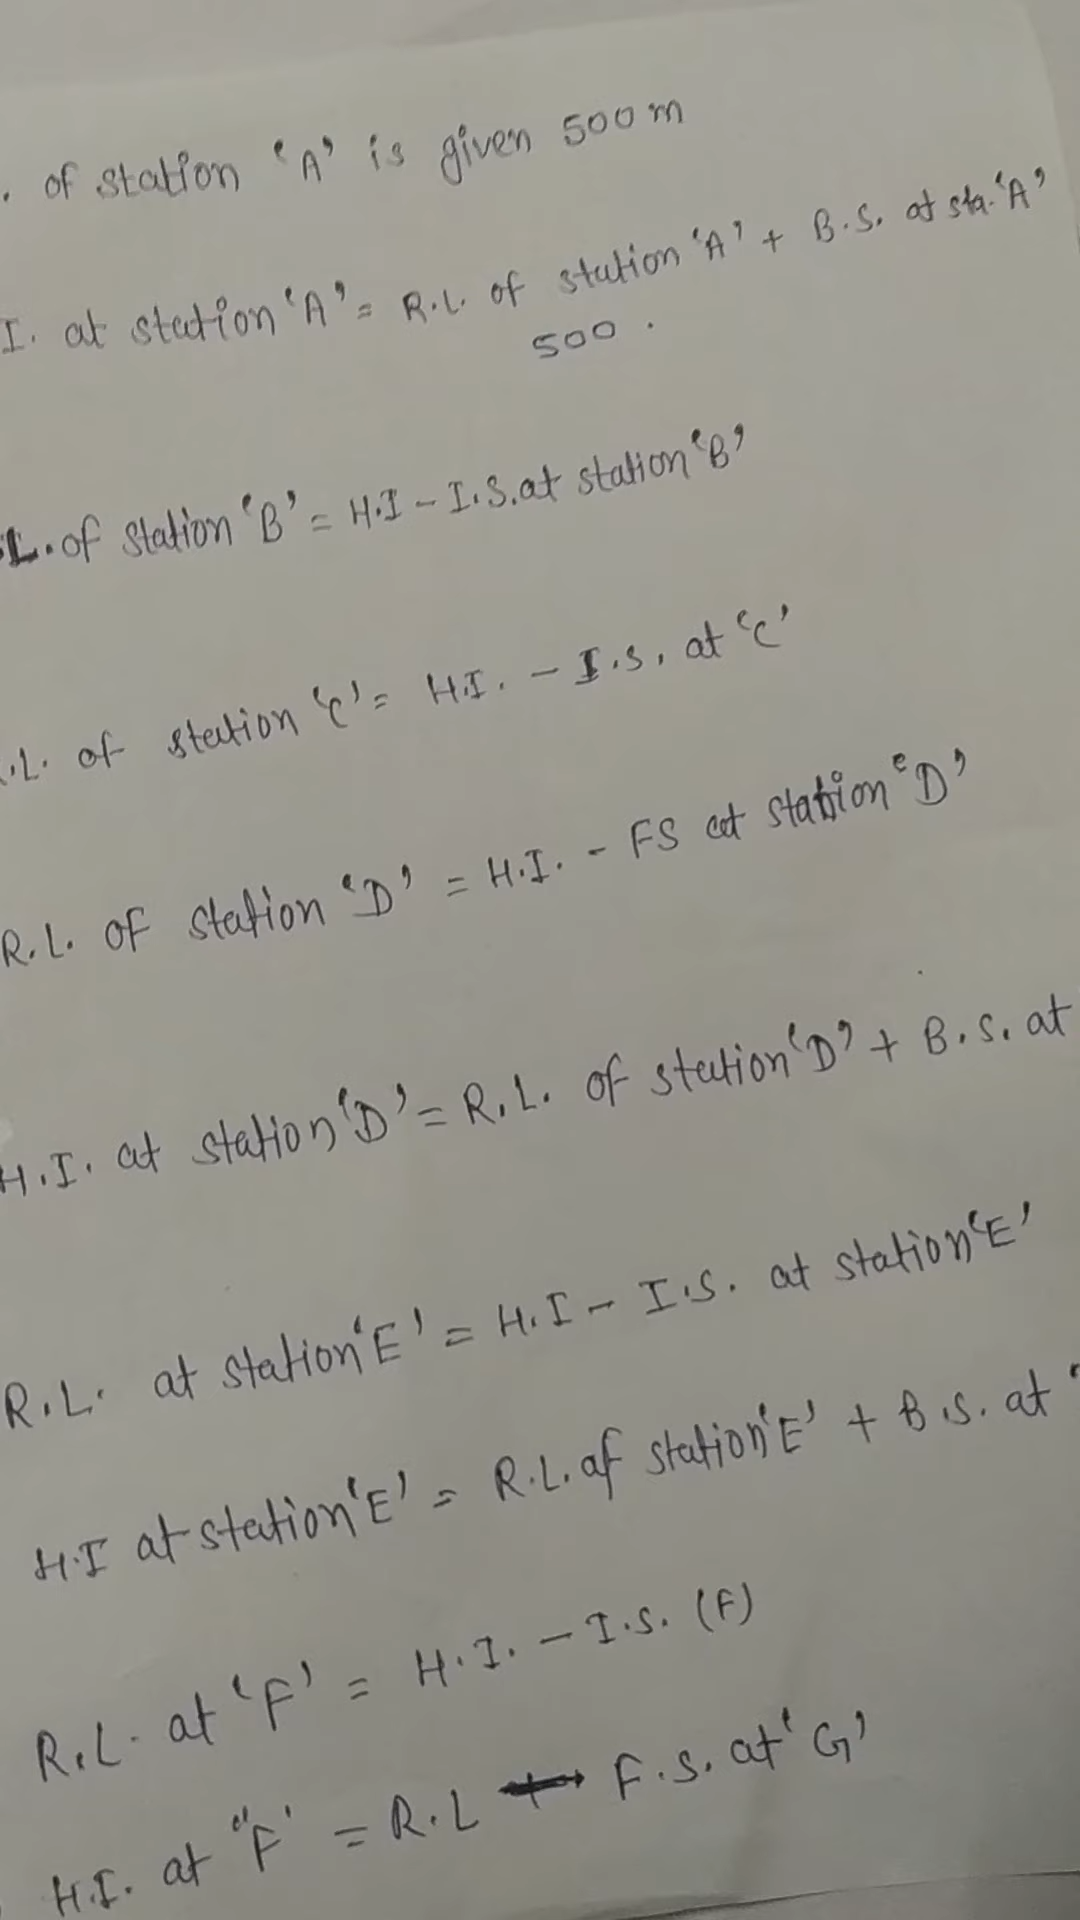 . of station 'A' is given 500 m
I. at station 'A' = R.L. of station 'A' + B.S. at sta. 'A'
500 .
L. of station 'B' = H.I - I.S. at station 'B'
.L. of station 'C' = H.I. - I.S. at 'C'
R.L. of station 'D' = H.I. - FS at station 'D'
H.I. at station 'D' = R.L. of station 'D' + B.S. at
R.L. at station 'E' = H.I - I.S. at station 'E'
H.I at station 'E' = R.L. of station 'E' + B.S. at '
R.L. at 'F' = H.I. - I.S. (F)
H.I. at "F' = R.L F.S. at 'G'